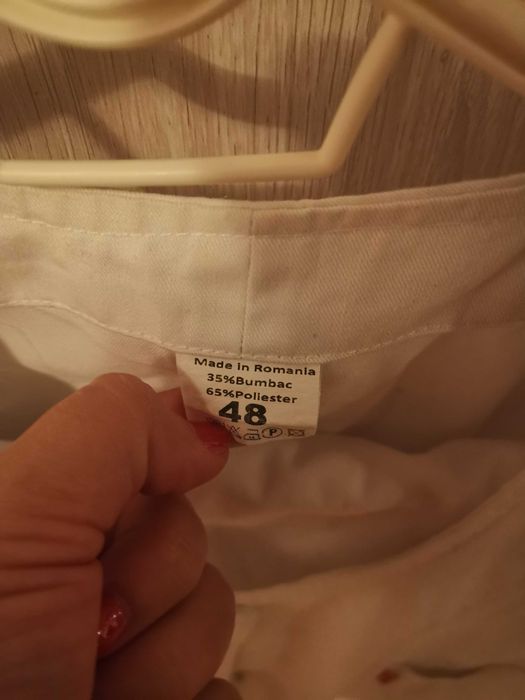 Made in Romania
35%Bumbac
65%Poliester
48
P